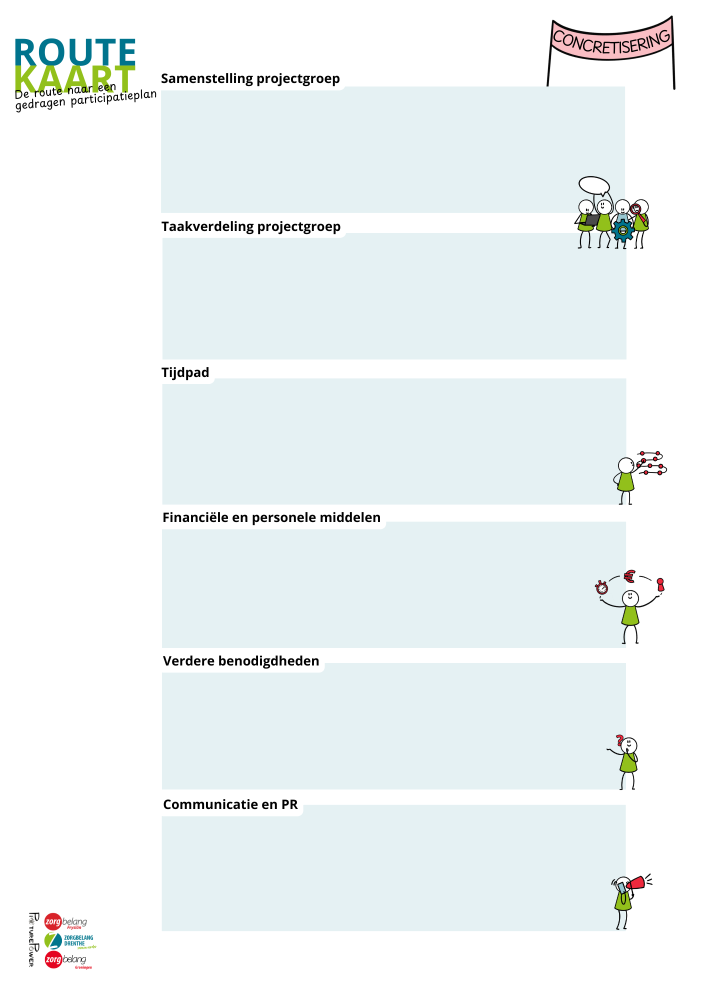 ROUTE
KAART
De route naar een
gedragen participatieplan
CONCRETISERING
Samenstelling projectgroep
Taakverdeling projectgroep
Tijdpad
Financiële en personele middelen
€
Verdere benodigdheden
?
Communicatie en PR
PICTUREPOWER
zorgbelang
Fryslân
ZORGBELANG
DRENTHE
samen verder
zorgbelang
Groningen